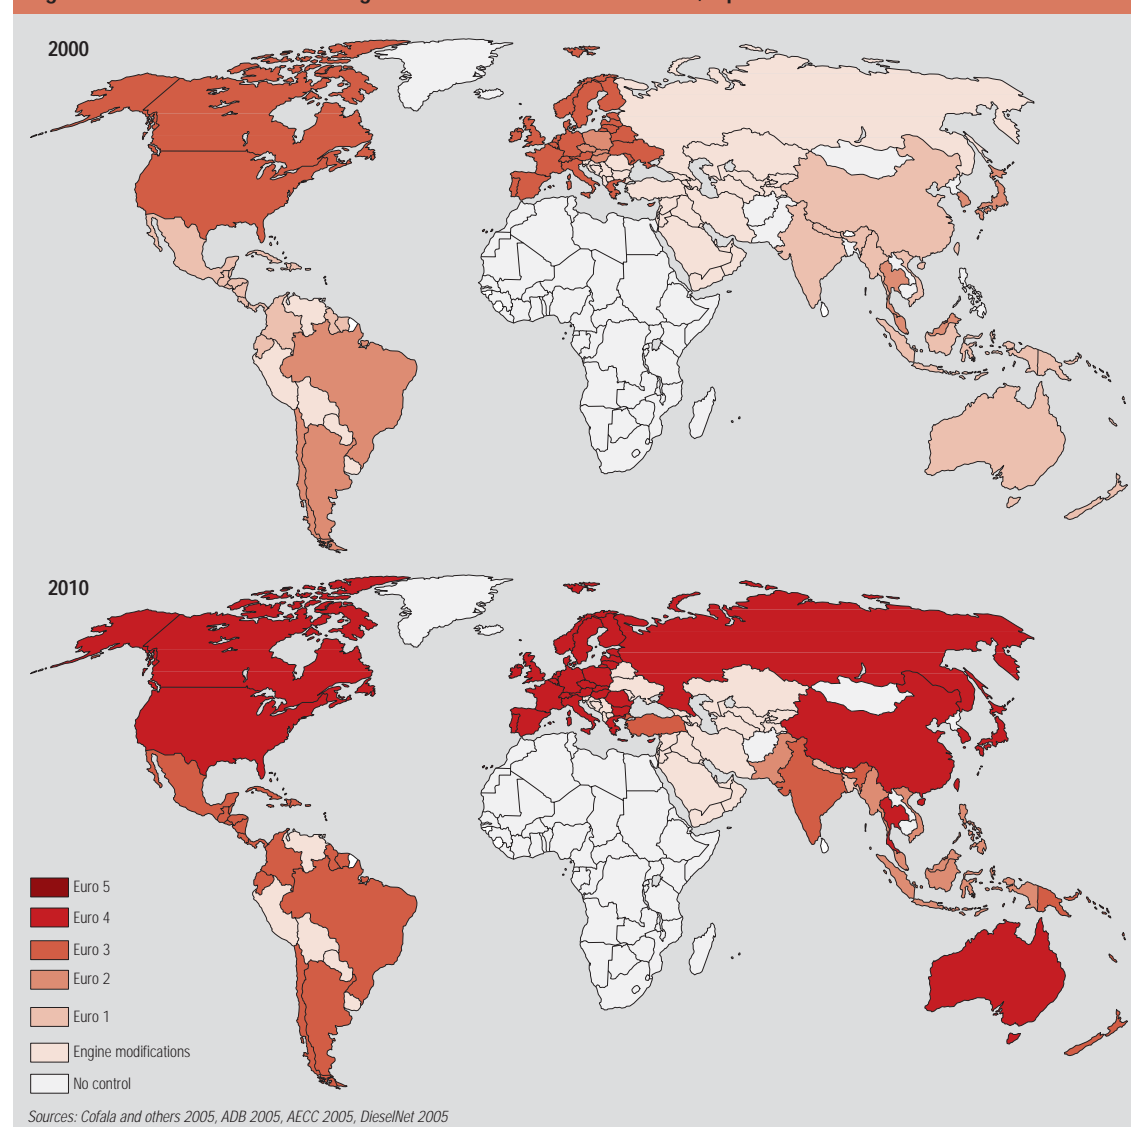 2000
2010
Euro 5
Euro 4
Euro 3
Euro 2
Euro 1
Engine modifications
No control
Sources: Cofala and others 2005, ADB 2005, AECC 2005, DieselNet 2005